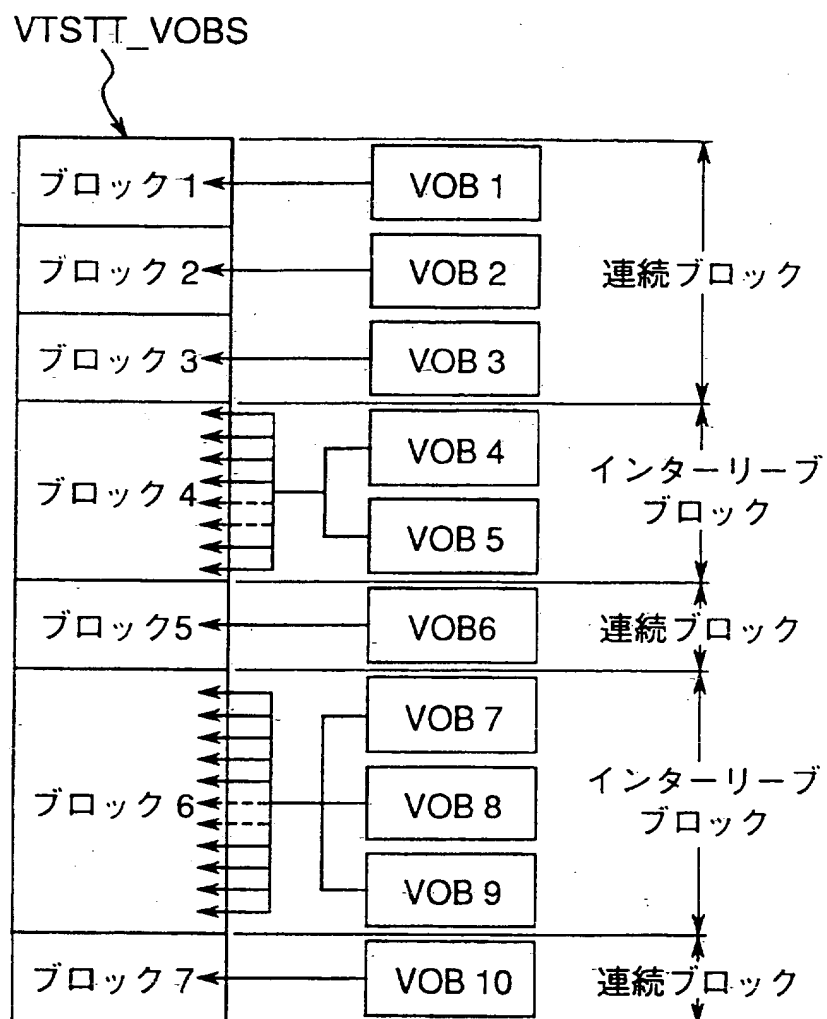 VTSTT_VOBS
ブロック 1
VOB 1
ブロック 2
VOB 2
連続ブロック
ブロック 3
VOB 3
ブロック 4
VOB 4
VOB 5
インターリーブ
ブロック
ブロック5
VOB6
連続ブロック
ブロック 6
VOB 7
VOB 8
VOB 9
インターリーブ
ブロック
ブロック 7
VOB 10
連続ブロック